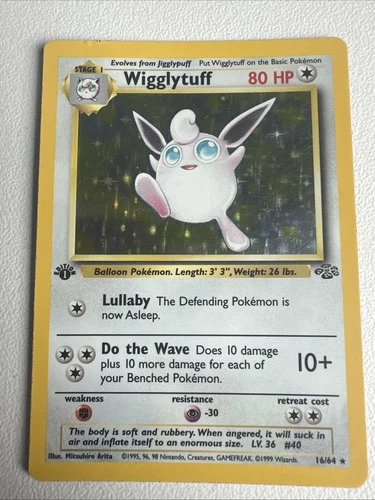 Evolves from Jigglypuff Put Wigglytuff on the Basic Pokémon
STAGE 1
Wigglytuff 80 HP
EDITION
1
Balloon Pokémon. Length: 3' 3", Weight: 26 lbs.
Lullaby The Defending Pokémon is
now Asleep.
Do the Wave Does 10 damage
plus 10 more damage for each of
your Benched Pokémon.
10+
weakness resistance retreat cost
-30
The body is soft and rubbery. When angered, it will suck in
air and inflate itself to an enormous size. LV. 36 #40
Illus. Mitsuhiro Arita ©1995, 96, 98 Nintendo, Creatures, GAMEFREAK. ©1999 Wizards. 16/64 ★